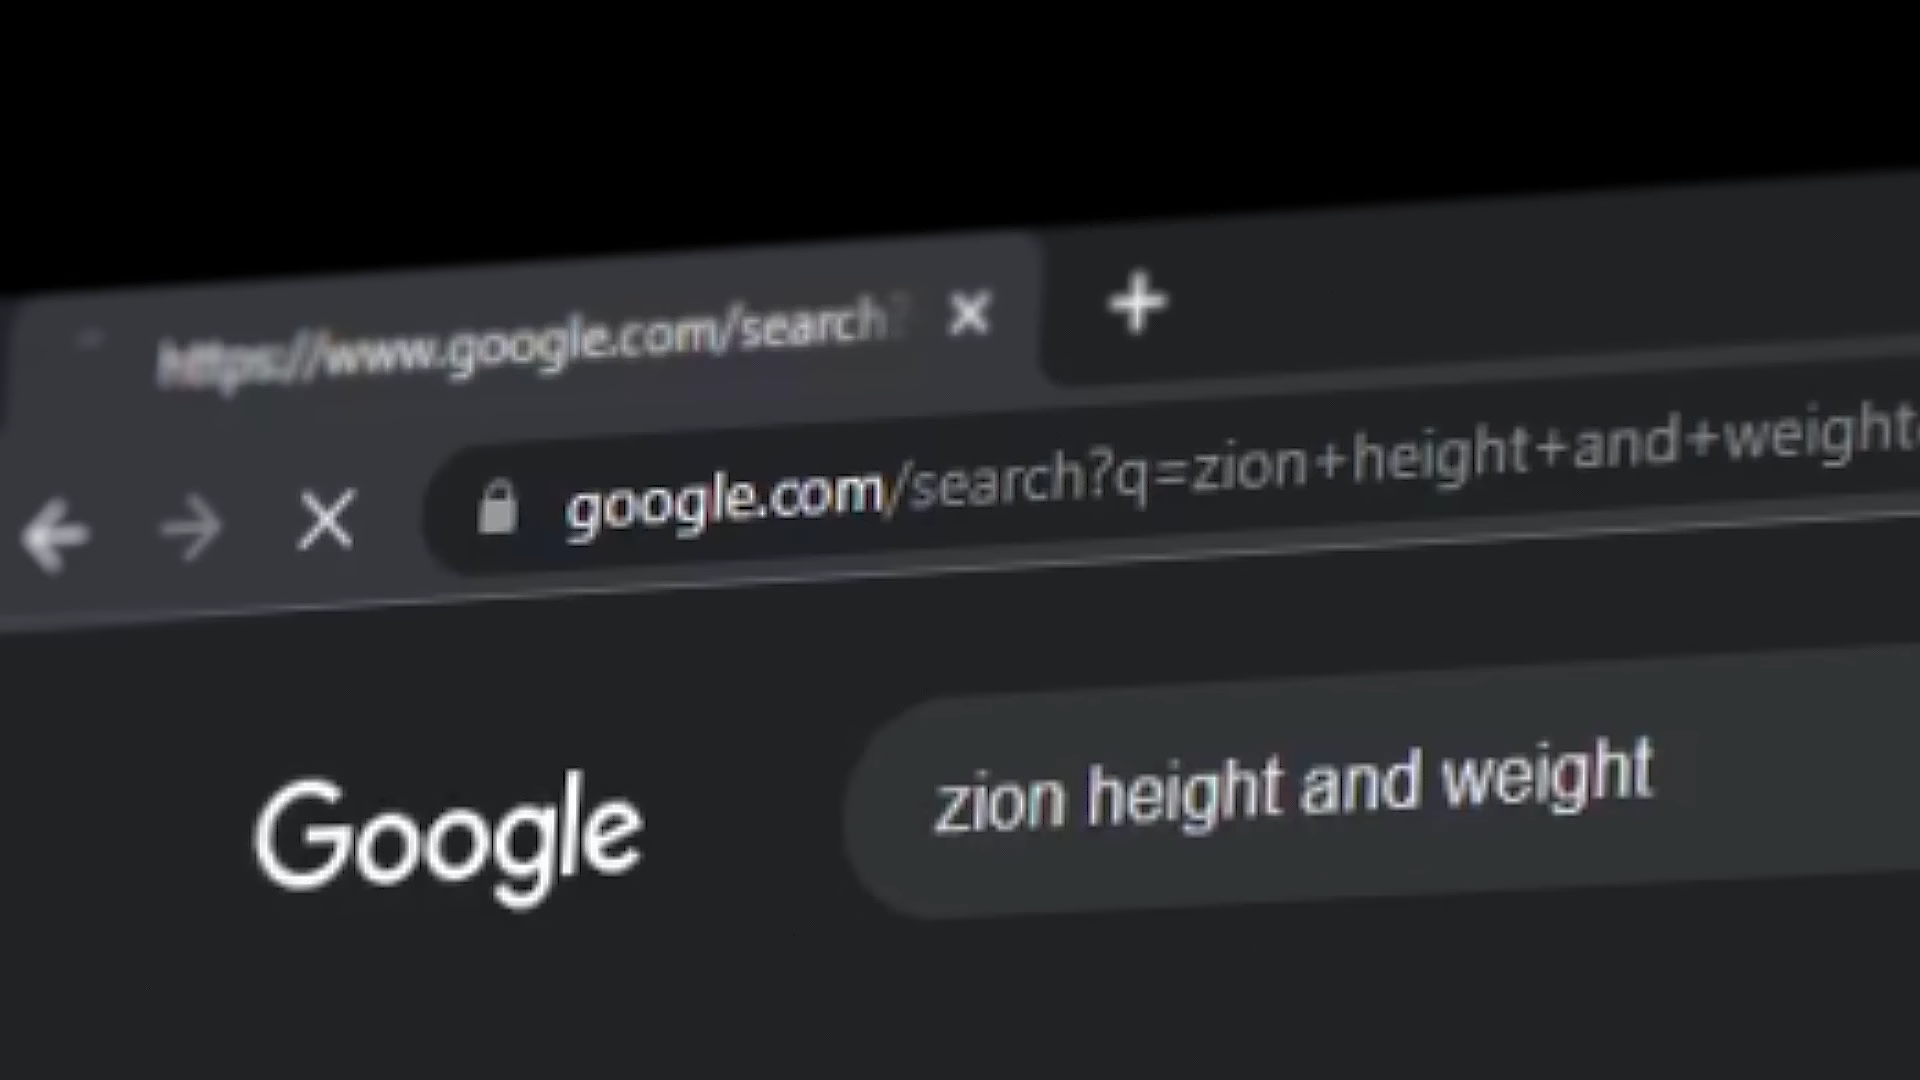 https://www.google.com/search?
google.com/search?q=zion+height+and+weight
Google
zion height and weight